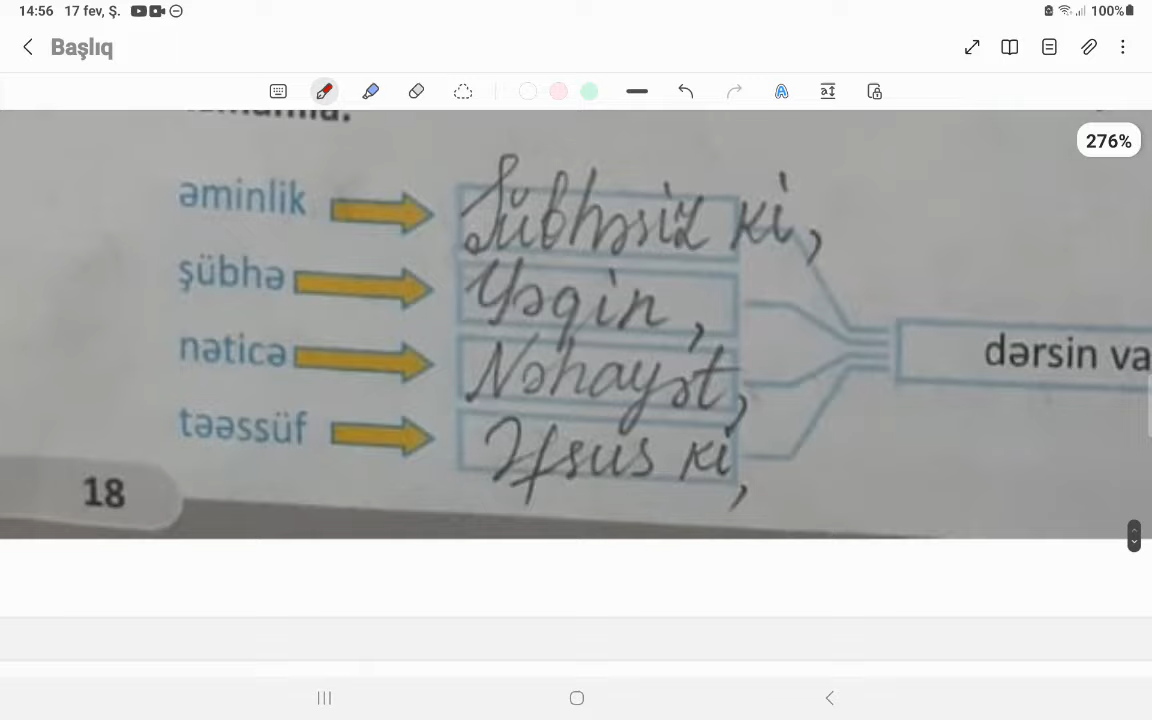 14:56 17 fev, Ş. 100%
Başlıq
276%
əminlik Şübhəsiz ki,
şübhə Yəqin,
nəticə Nəhayət,
dərsin va
təəssüf Əfsus ki,
18